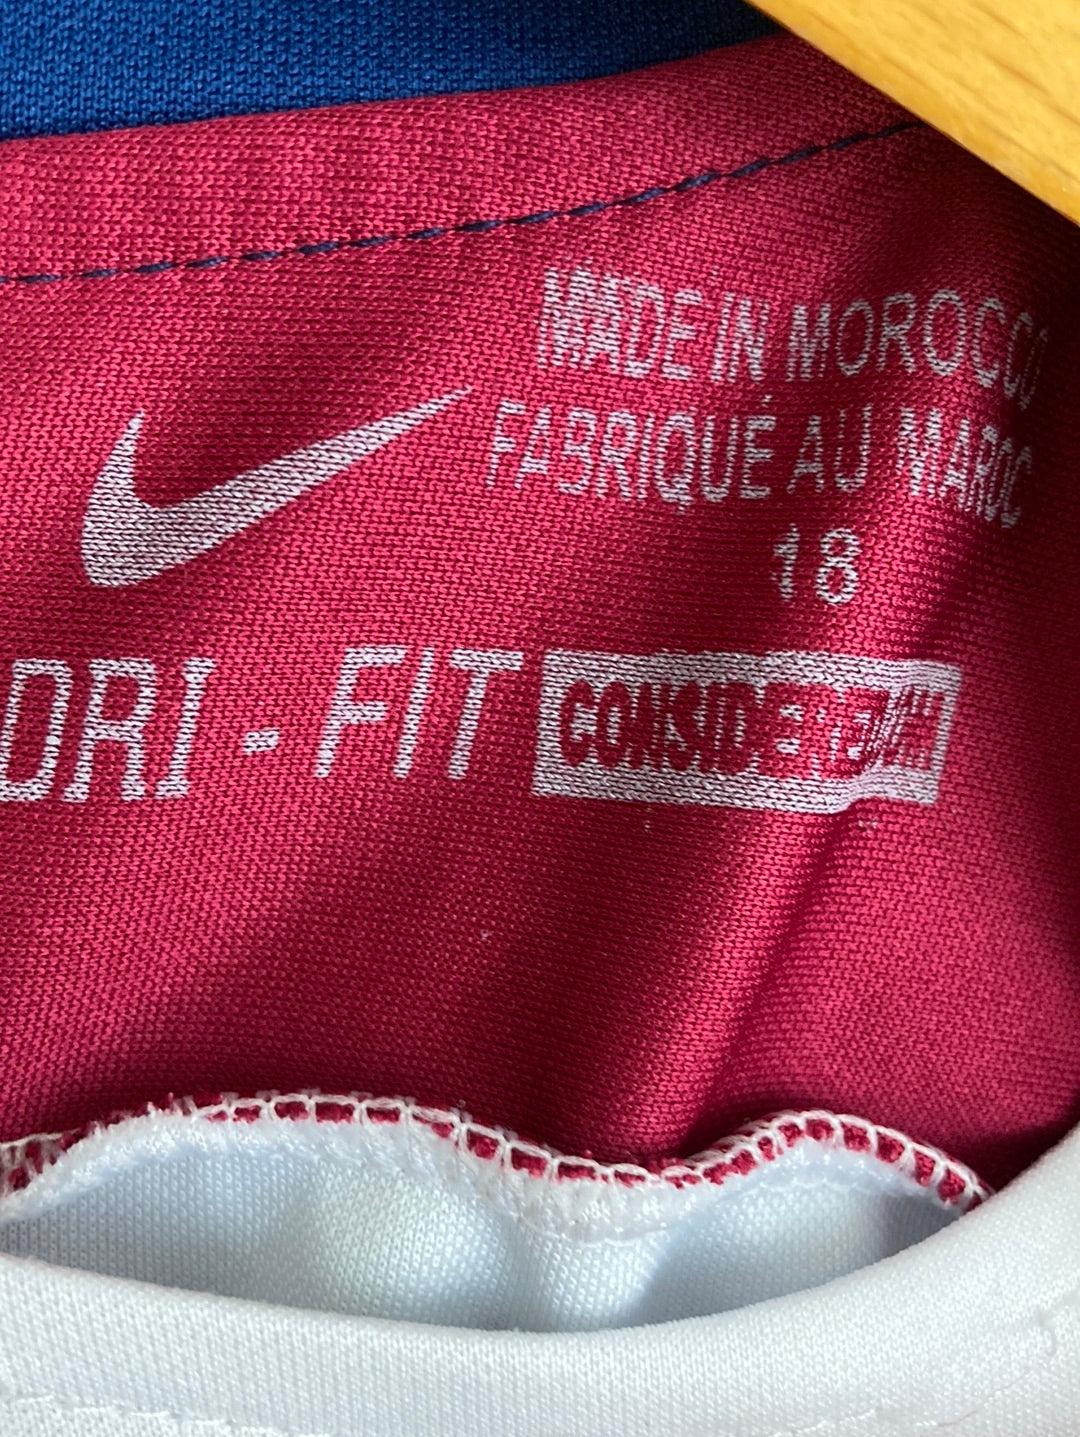 MADE IN MOROCCO
FABRIQUÉ AU MAROC
18
DRI - FIT